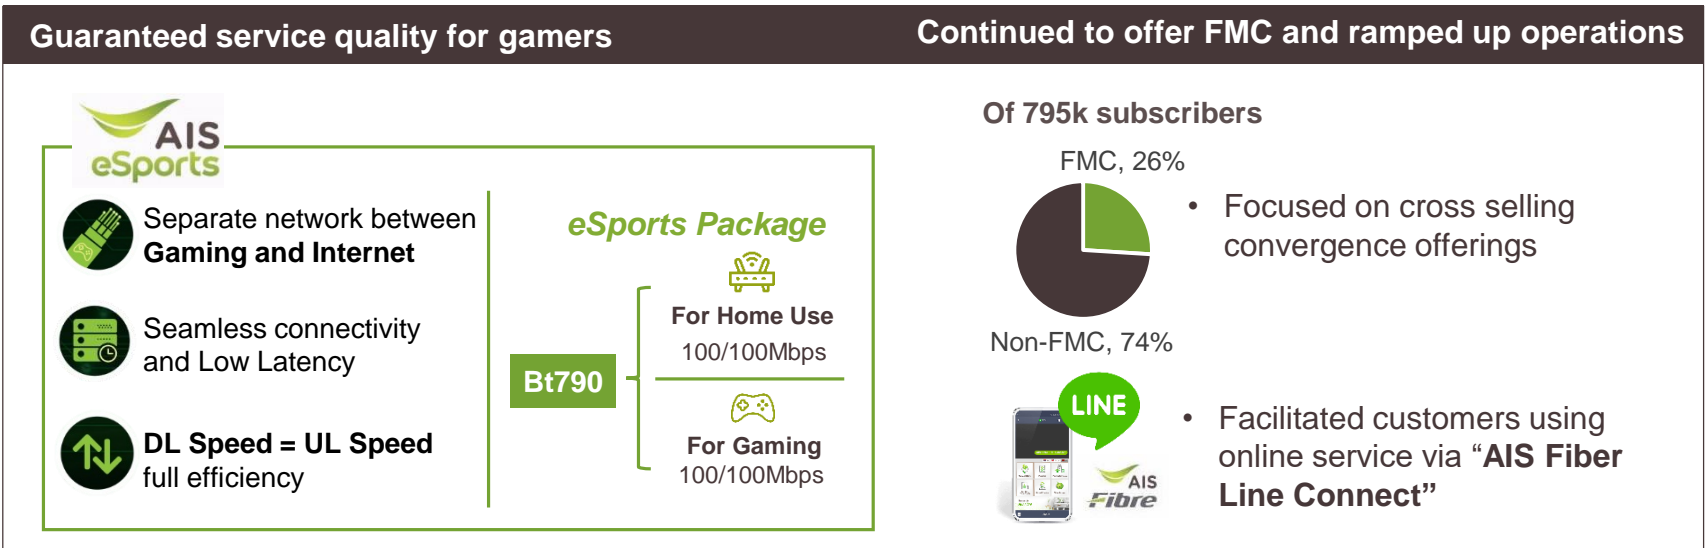 Guaranteed service quality for gamers
Continued to offer FMC and ramped up operations
AIS
eSports
Separate network between
Gaming and Internet
Seamless connectivity
and Low Latency
DL Speed = UL Speed
full efficiency
eSports Package
Bt790
For Home Use
100/100Mbps
For Gaming
100/100Mbps
Of 795k subscribers
FMC, 26%
Non-FMC, 74%
• Focused on cross selling
convergence offerings
LINE
AIS
Fibre
• Facilitated customers using
online service via “AIS Fiber
Line Connect”